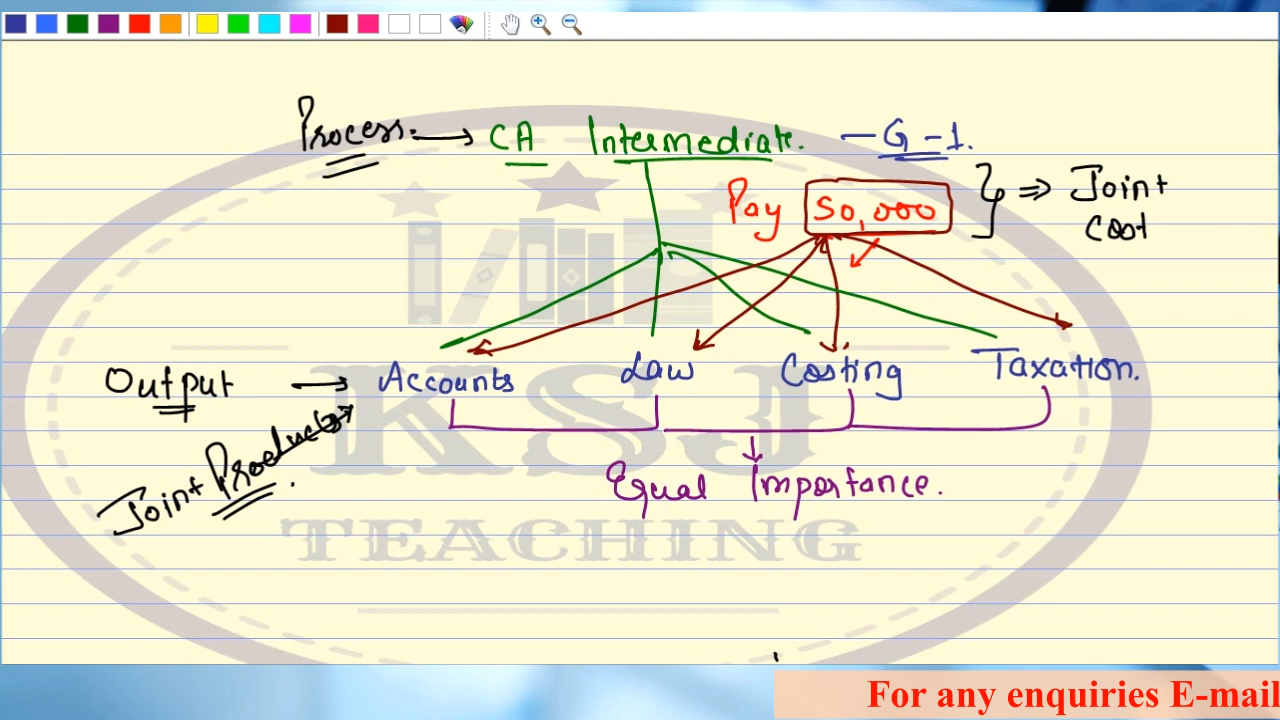 Process. → CA Intermediate. - G-1.
Pay 50,000 } ⇒ Joint cost
Output → Accounts Law Costing Taxation.
Joint Products.
Equal Importance.
KSJ
TEACHING
For any enquiries E-mail